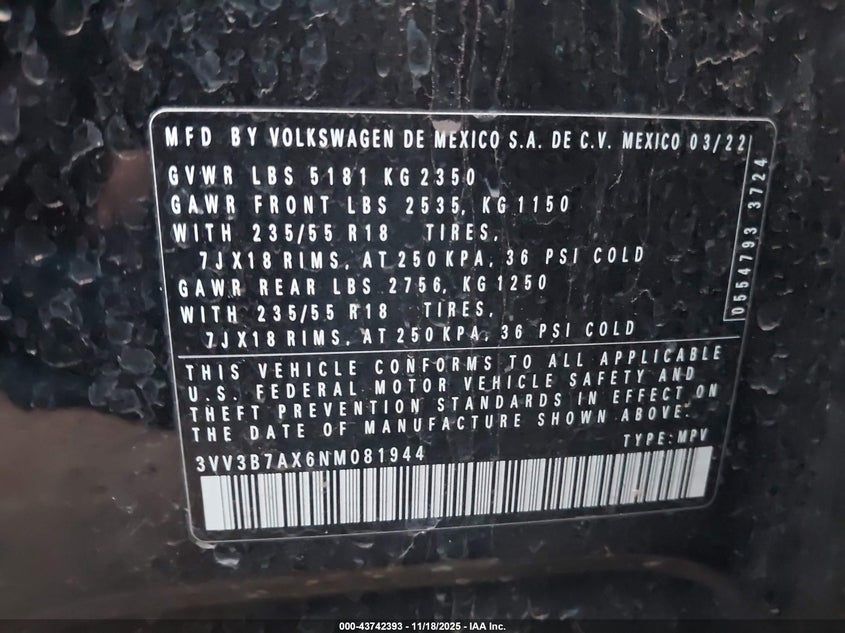 MFD BY VOLKSWAGEN DE MEXICO S.A. DE C.V. MEXICO 03/22
GVWR LBS 5181 KG 2350
GAWR FRONT LBS 2535, KG 1150
WITH 235/55 R18 TIRES,
7JX18 RIMS, AT 250 KPA, 36 PSI COLD
GAWR REAR LBS 2756, KG 1250
WITH 235/55 R18 TIRES,
7JX18 RIMS, AT 250 KPA, 36 PSI COLD
0554793 3724
THIS VEHICLE CONFORMS TO ALL APPLICABLE
U.S. FEDERAL MOTOR VEHICLE SAFETY AND
THEFT PREVENTION STANDARDS IN EFFECT ON
THE DATE OF MANUFACTURE SHOWN ABOVE.
TYPE: MPV
3VV3B7AX6NM081944
000-43742393 - 11/18/2025 - IAA Inc.